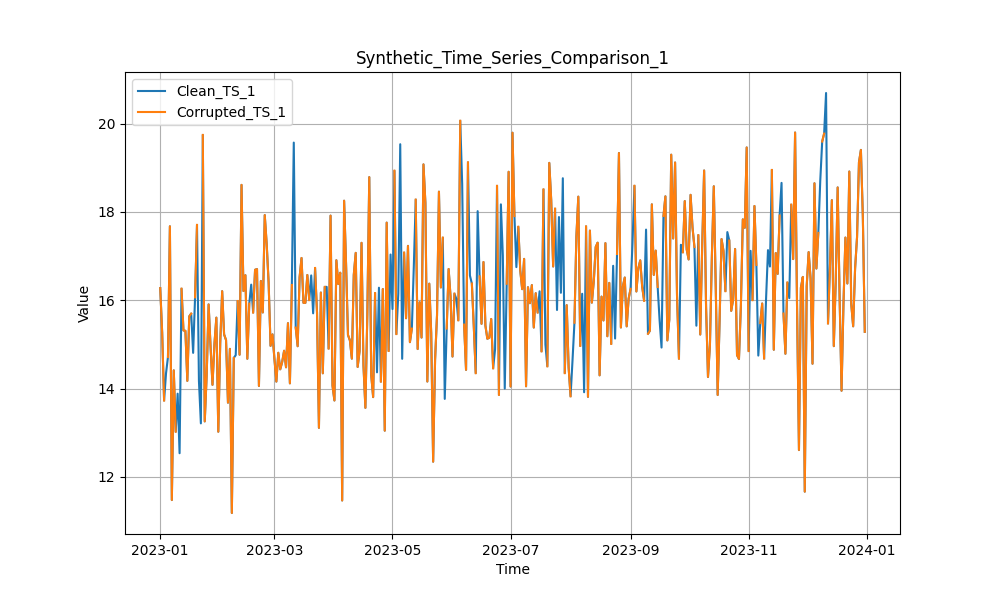 Synthetic_Time_Series_Comparison_1
Clean_TS_1
Corrupted_TS_1
Value
20
18
16
14
12
2023-01 2023-03 2023-05 2023-07 2023-09 2023-11 2024-01
Time